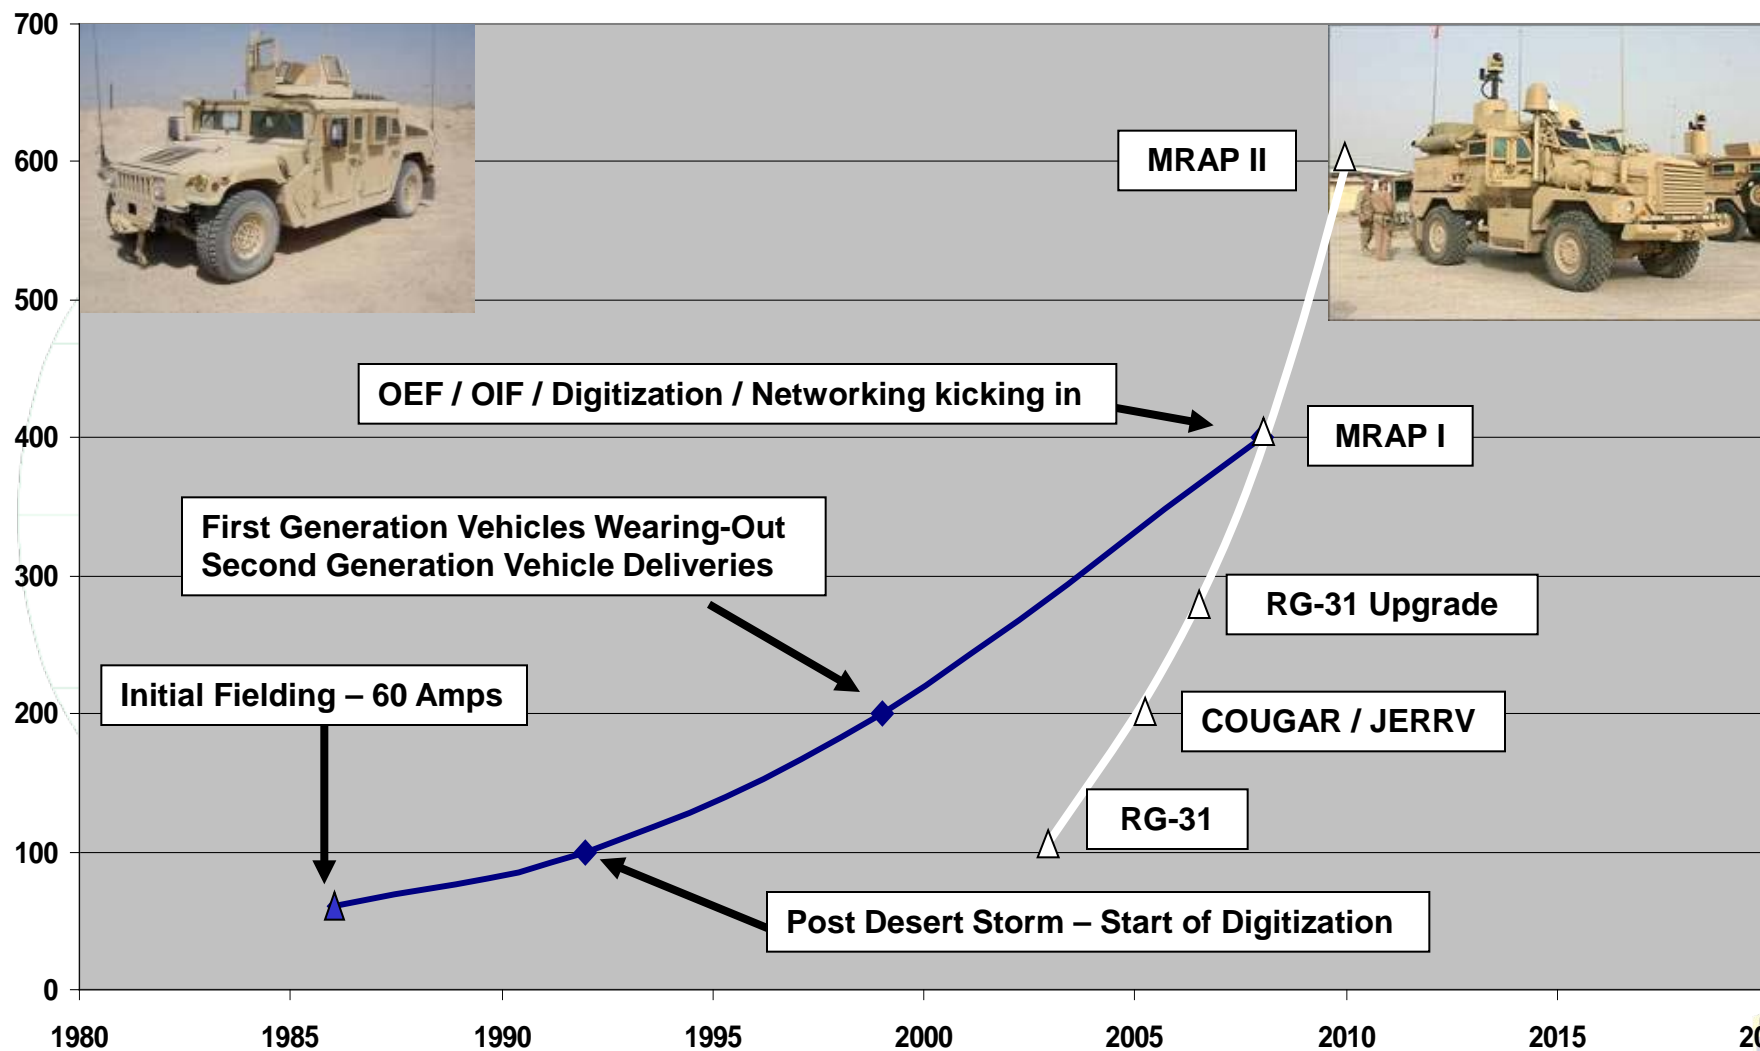 700
600
500
400
300
200
100
0
MRAP II
OEF / OIF / Digitization / Networking kicking in
MRAP I
First Generation Vehicles Wearing-Out
Second Generation Vehicle Deliveries
RG-31 Upgrade
Initial Fielding – 60 Amps
COUGAR / JERRV
RG-31
Post Desert Storm – Start of Digitization
1980 1985 1990 1995 2000 2005 2010 2015